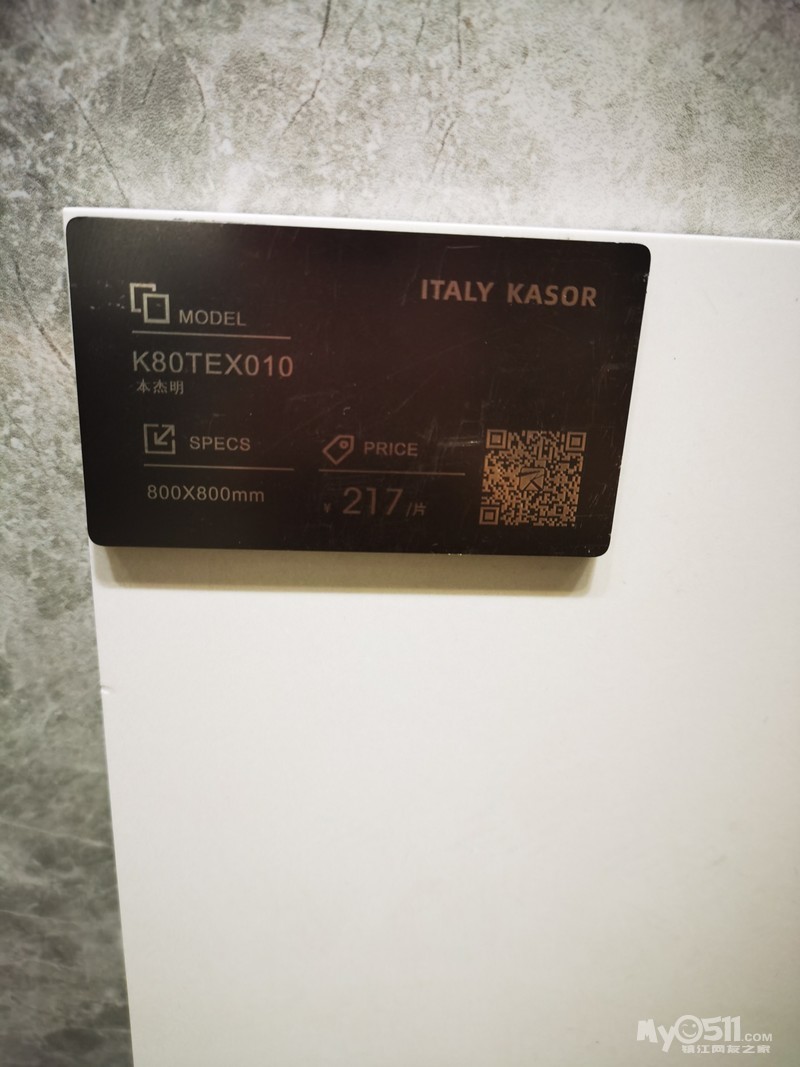 ITALY KASOR
MODEL
K80TEX010
本杰明
SPECS
800X800mm
PRICE
¥ 217/片
My0511.COM
镇江网友之家